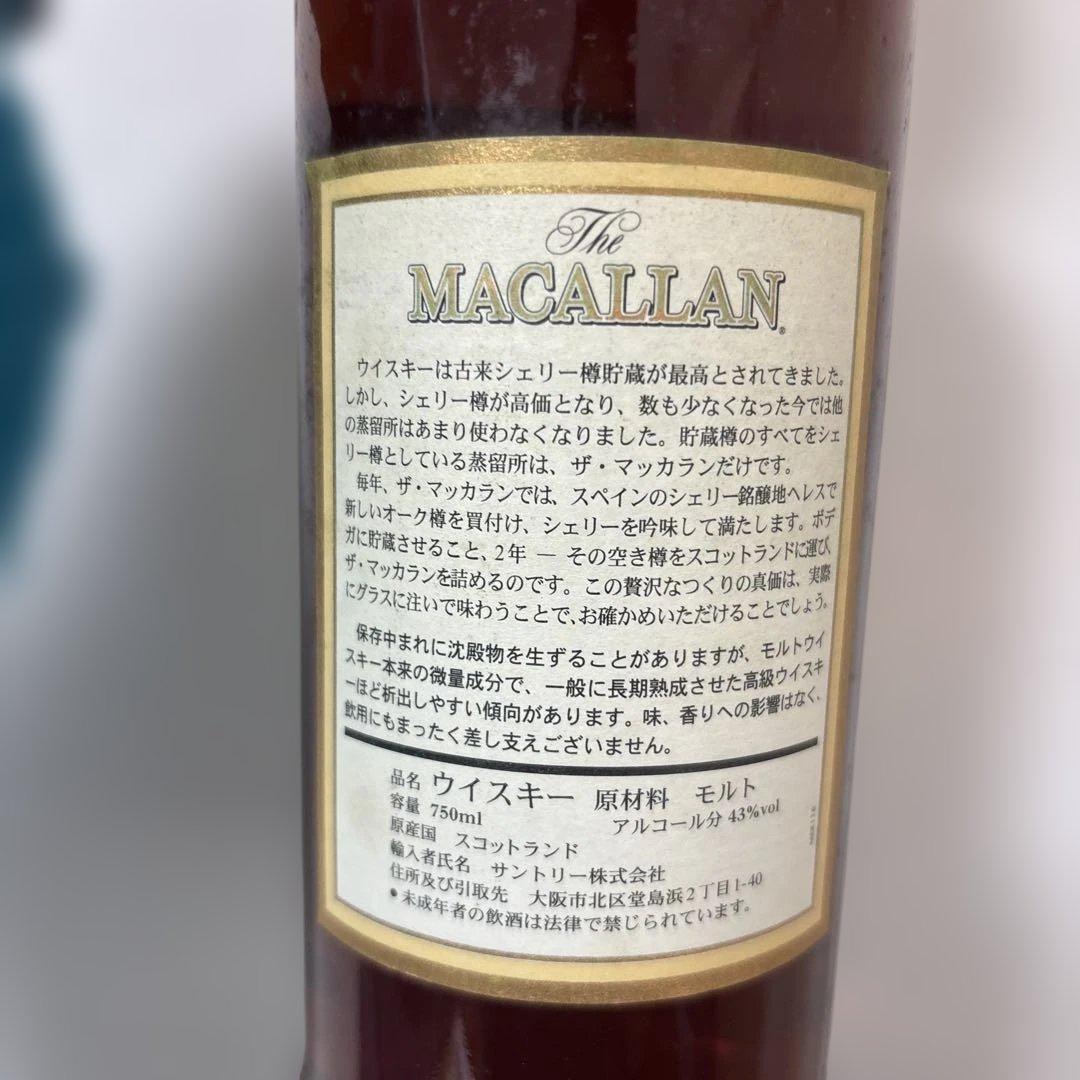 The
MACALLAN®
ウイスキーは古来シェリー樽貯蔵が最高とされてきました。
しかし、シェリー樽が高価となり、数も少なくなった今では他
の蒸留所はあまり使わなくなりました。貯蔵樽のすべてをシェ
リー樽としている蒸留所は、ザ・マッカランだけです。
毎年、ザ・マッカランでは、スペインのシェリー銘醸地ヘレスで
新しいオーク樽を買付け、シェリーを吟味して満たします。ボデ
ガに貯蔵させること、2年 ― その空き樽をスコットランドに運び、
ザ・マッカランを詰めるのです。この贅沢なつくりの真価は、実際
にグラスに注いで味わうことで、お確かめいただけることでしょう。
保存中まれに沈殿物を生ずることがありますが、モルトウイ
スキー本来の微量成分で、一般に長期熟成させた高級ウイスキ
ーほど析出しやすい傾向があります。味、香りへの影響はなく、
飲用にもまったく差し支えございません。
品名 ウイスキー 原材料 モルト
容量 750ml アルコール分 43%vol
原産国 スコットランド
輸入者氏名 サントリー株式会社
住所及び引取先 大阪市北区堂島浜2丁目1-40
●未成年者の飲酒は法律で禁じられています。